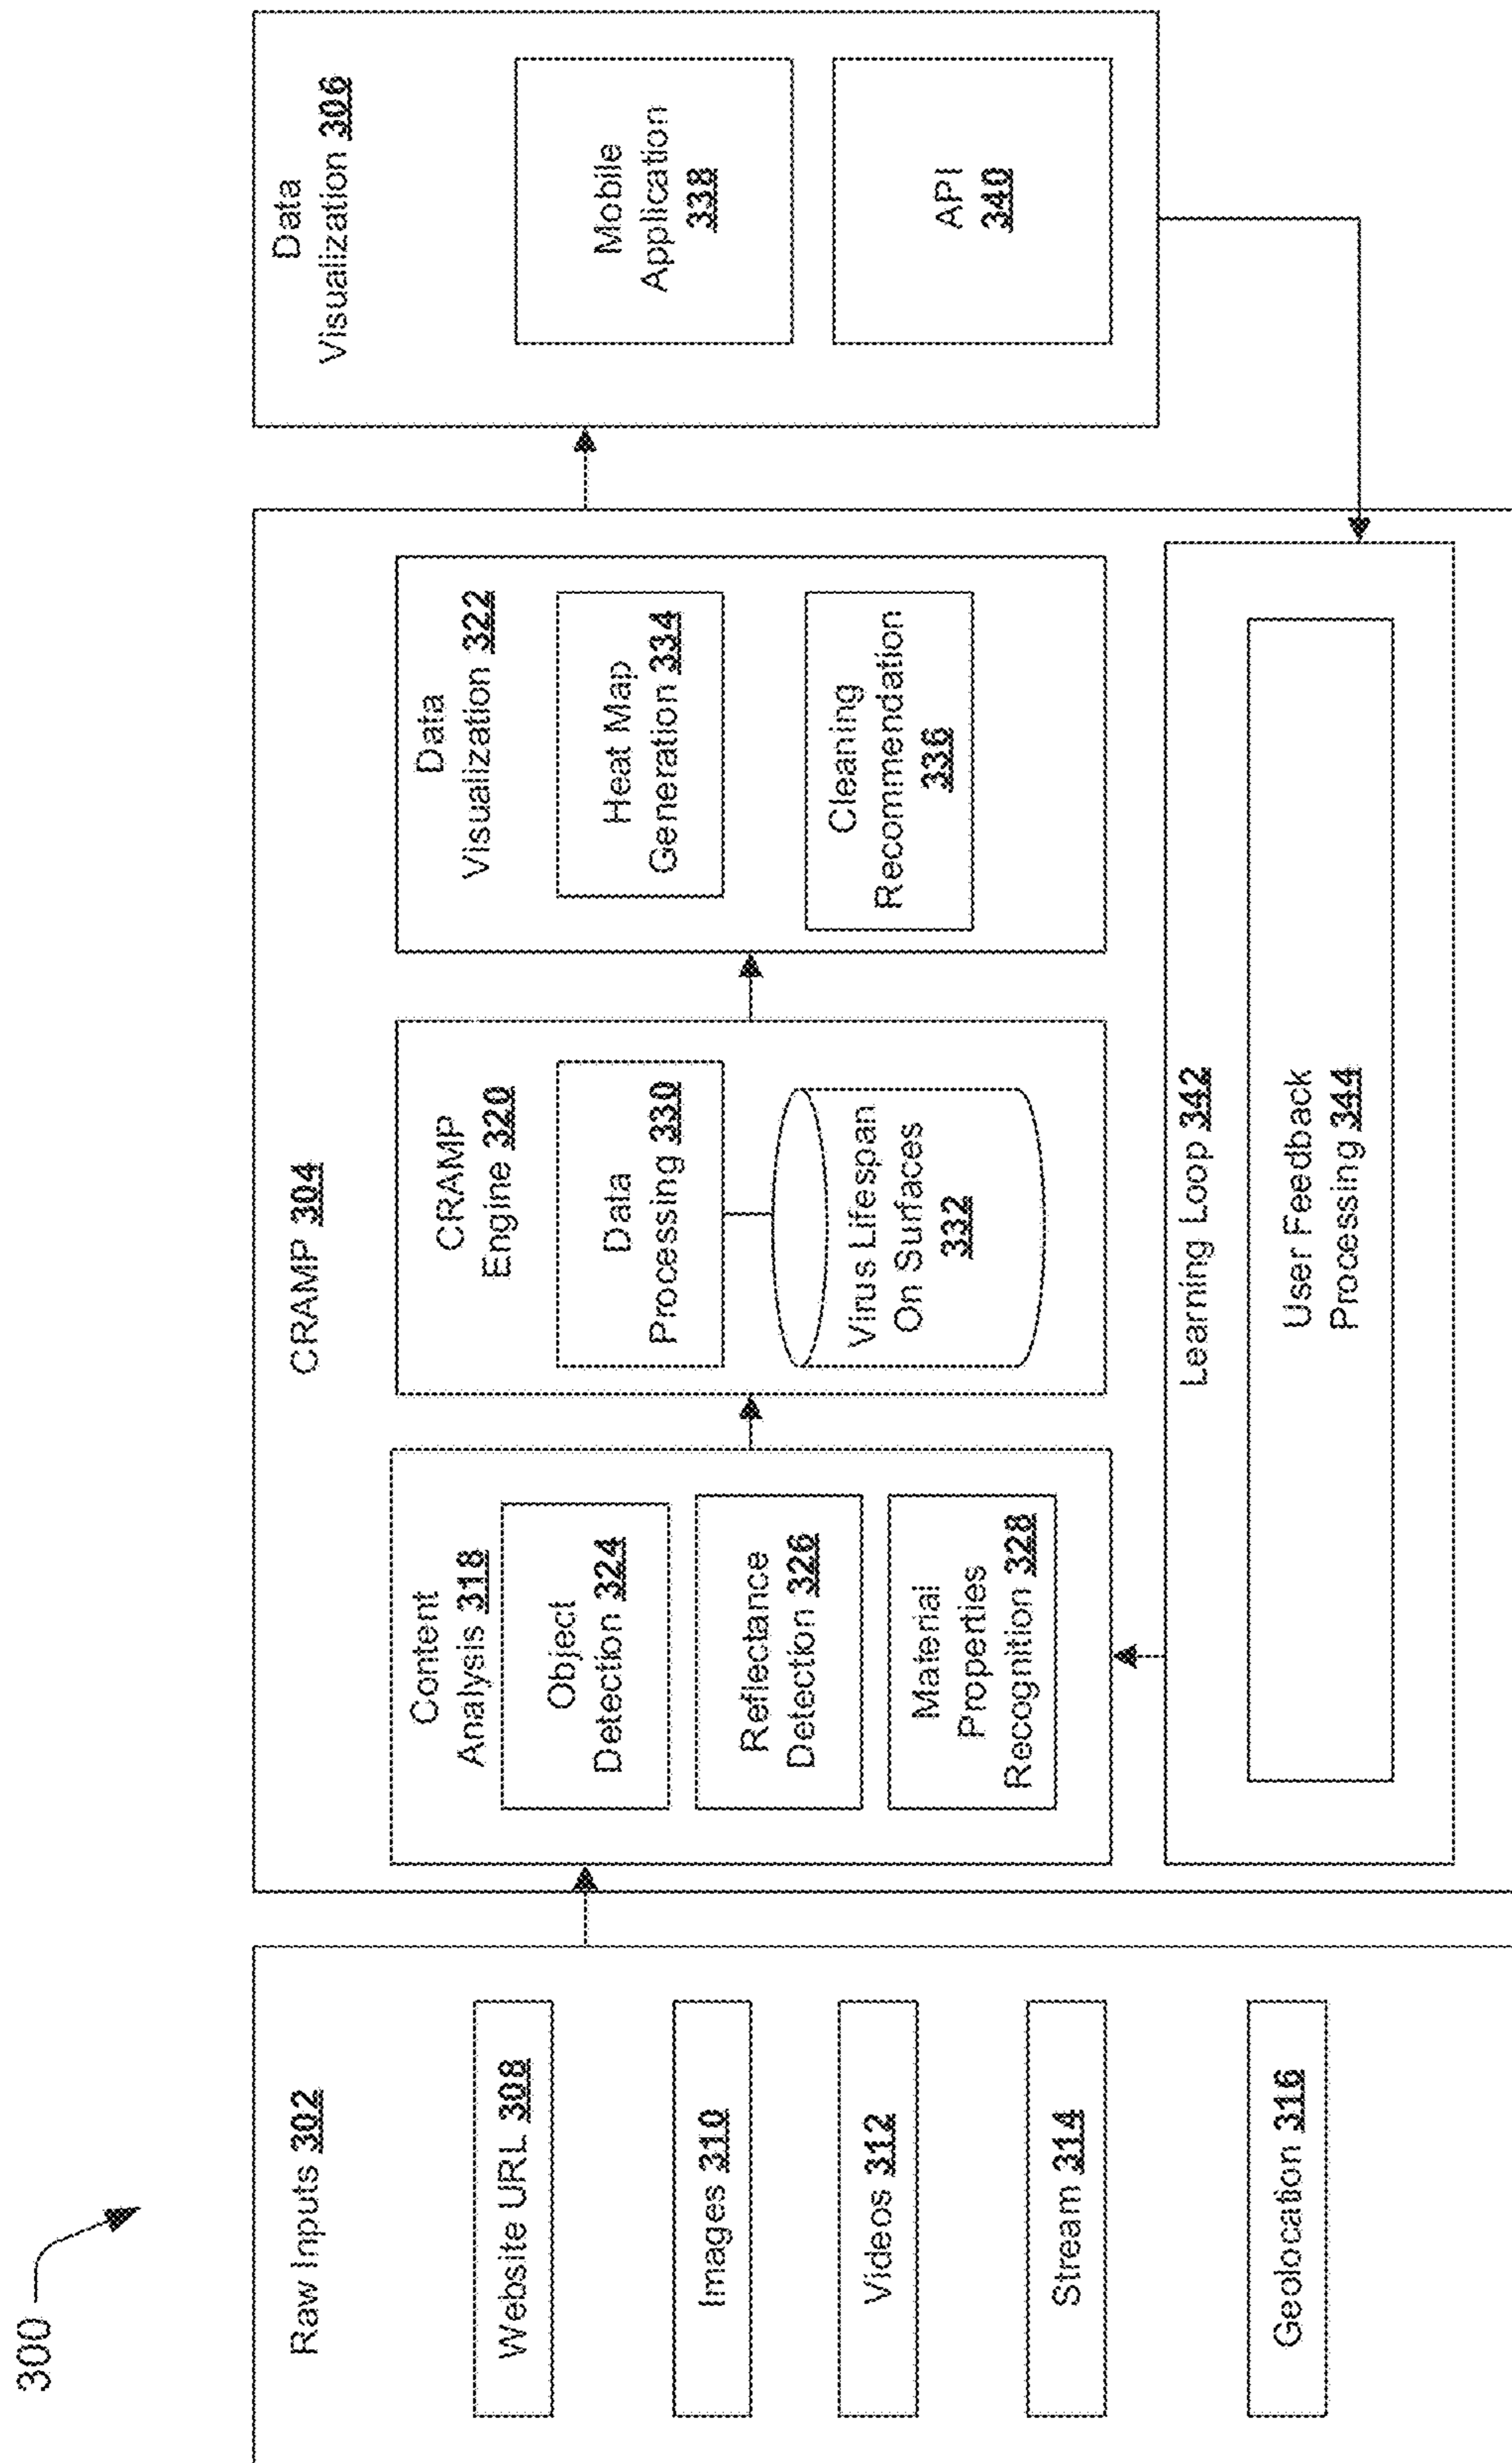 300
Raw Inputs 302
Website URL 308
Images 310
Videos 312
Stream 314
Geolocation 316
CRAMP 304
Content
Analysis 318
Object
Detection 324
Reflectance
Detection 326
Material
Properties
Recognition 328
CRAMP
Engine 320
Data
Processing 330
Virus Lifespan
On Surfaces
332
Data
Visualization 322
Heat Map
Generation 334
Cleaning
Recommendation
336
Learning Loop 342
User Feedback
Processing 344
Data
Visualization 306
Mobile
Application
338
API
340